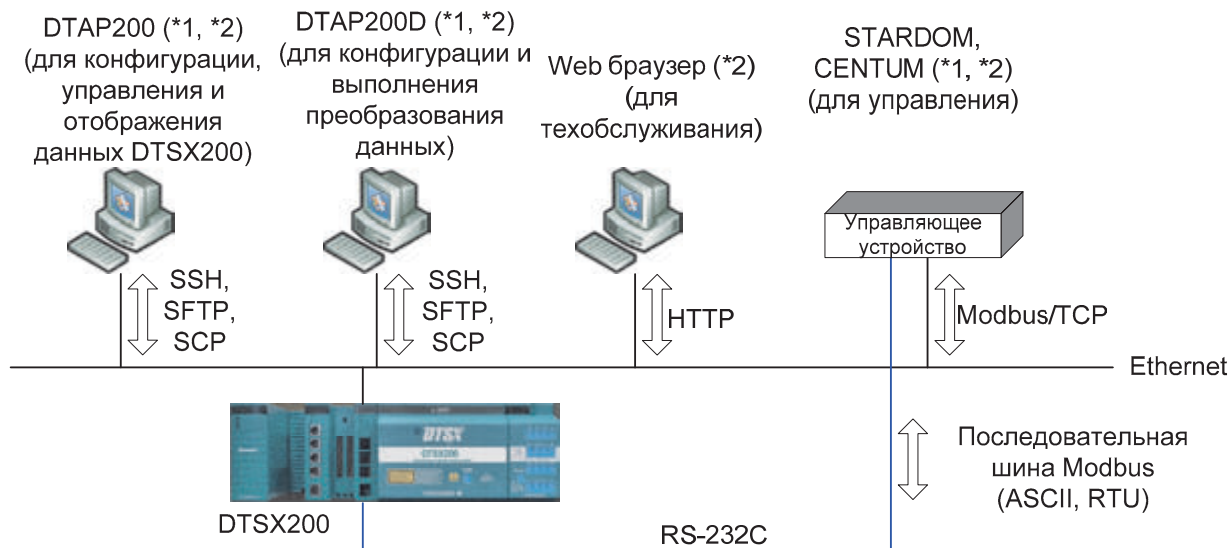 DTAP200 (*1, *2)
(для конфигурации,
управления и
отображения
данных DTSX200)
DTAP200D (*1, *2)
(для конфигурации и
выполнения
преобразования
данных)
Web браузер (*2)
(для
техобслуживания)
STARDOM,
CENTUM (*1, *2)
(для управления)
Управляющее
устройство
SSH,
SFTP,
SCP
SSH,
SFTP,
SCP
HTTP
Modbus/TCP
Ethernet
DTSX
DTSX200
DTSX200
Последовательная
шина Modbus
(ASCII, RTU)
RS-232C